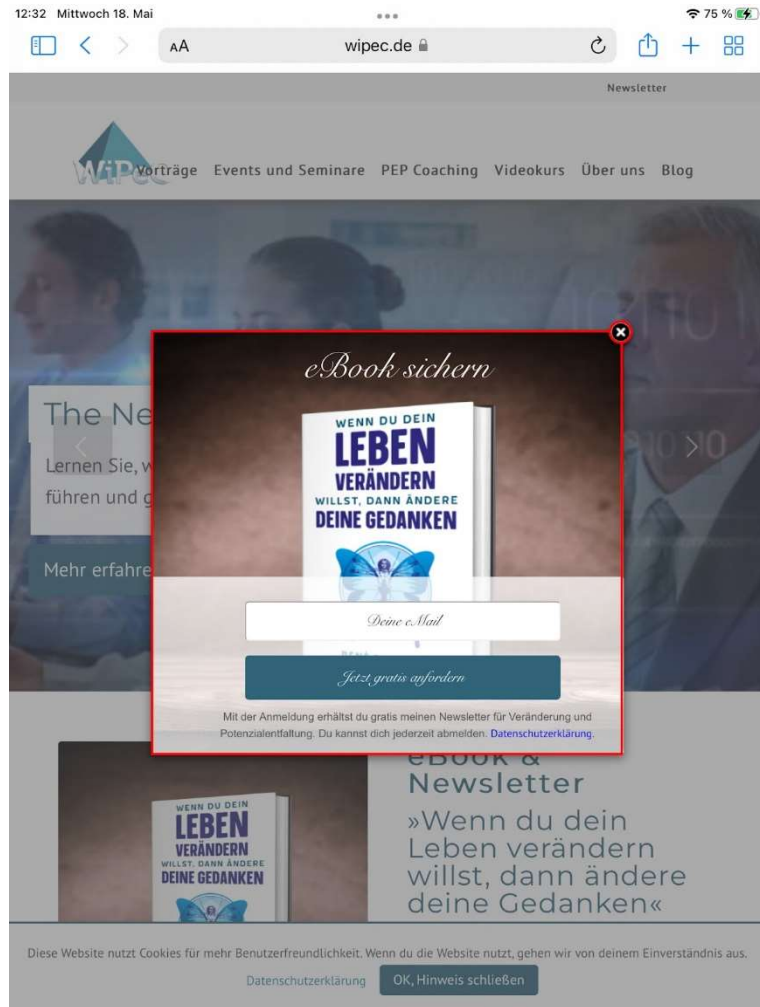 12:32 Mittwoch 18. Mai
75 %
AA
wipec.de
Newsletter
WiPec
Vorträge Events und Seminare PEP Coaching Videokurs Über uns Blog
eBook sichern
WENN DU DEIN
LEBEN
VERÄNDERN
WILLST, DANN ÄNDERE
DEINE GEDANKEN
The Ne
Lernen Sie, w
führen und g
Mehr erfahre
Deine eMail
Jetzt gratis anfordern
Mit der Anmeldung erhältst du gratis meinen Newsletter für Veränderung und
Potenzialentfaltung. Du kannst dich jederzeit abmelden. Datenschutzerklärung.
eBook &
Newsletter
»Wenn du dein
Leben verändern
willst, dann ändere
deine Gedanken«
WENN DU DEIN
LEBEN
VERÄNDERN
WILLST, DANN ÄNDERE
DEINE GEDANKEN
Diese Website nutzt Cookies für mehr Benutzerfreundlichkeit. Wenn du die Website nutzt, gehen wir von deinem Einverständnis aus.
Datenschutzerklärung OK, Hinweis schließen